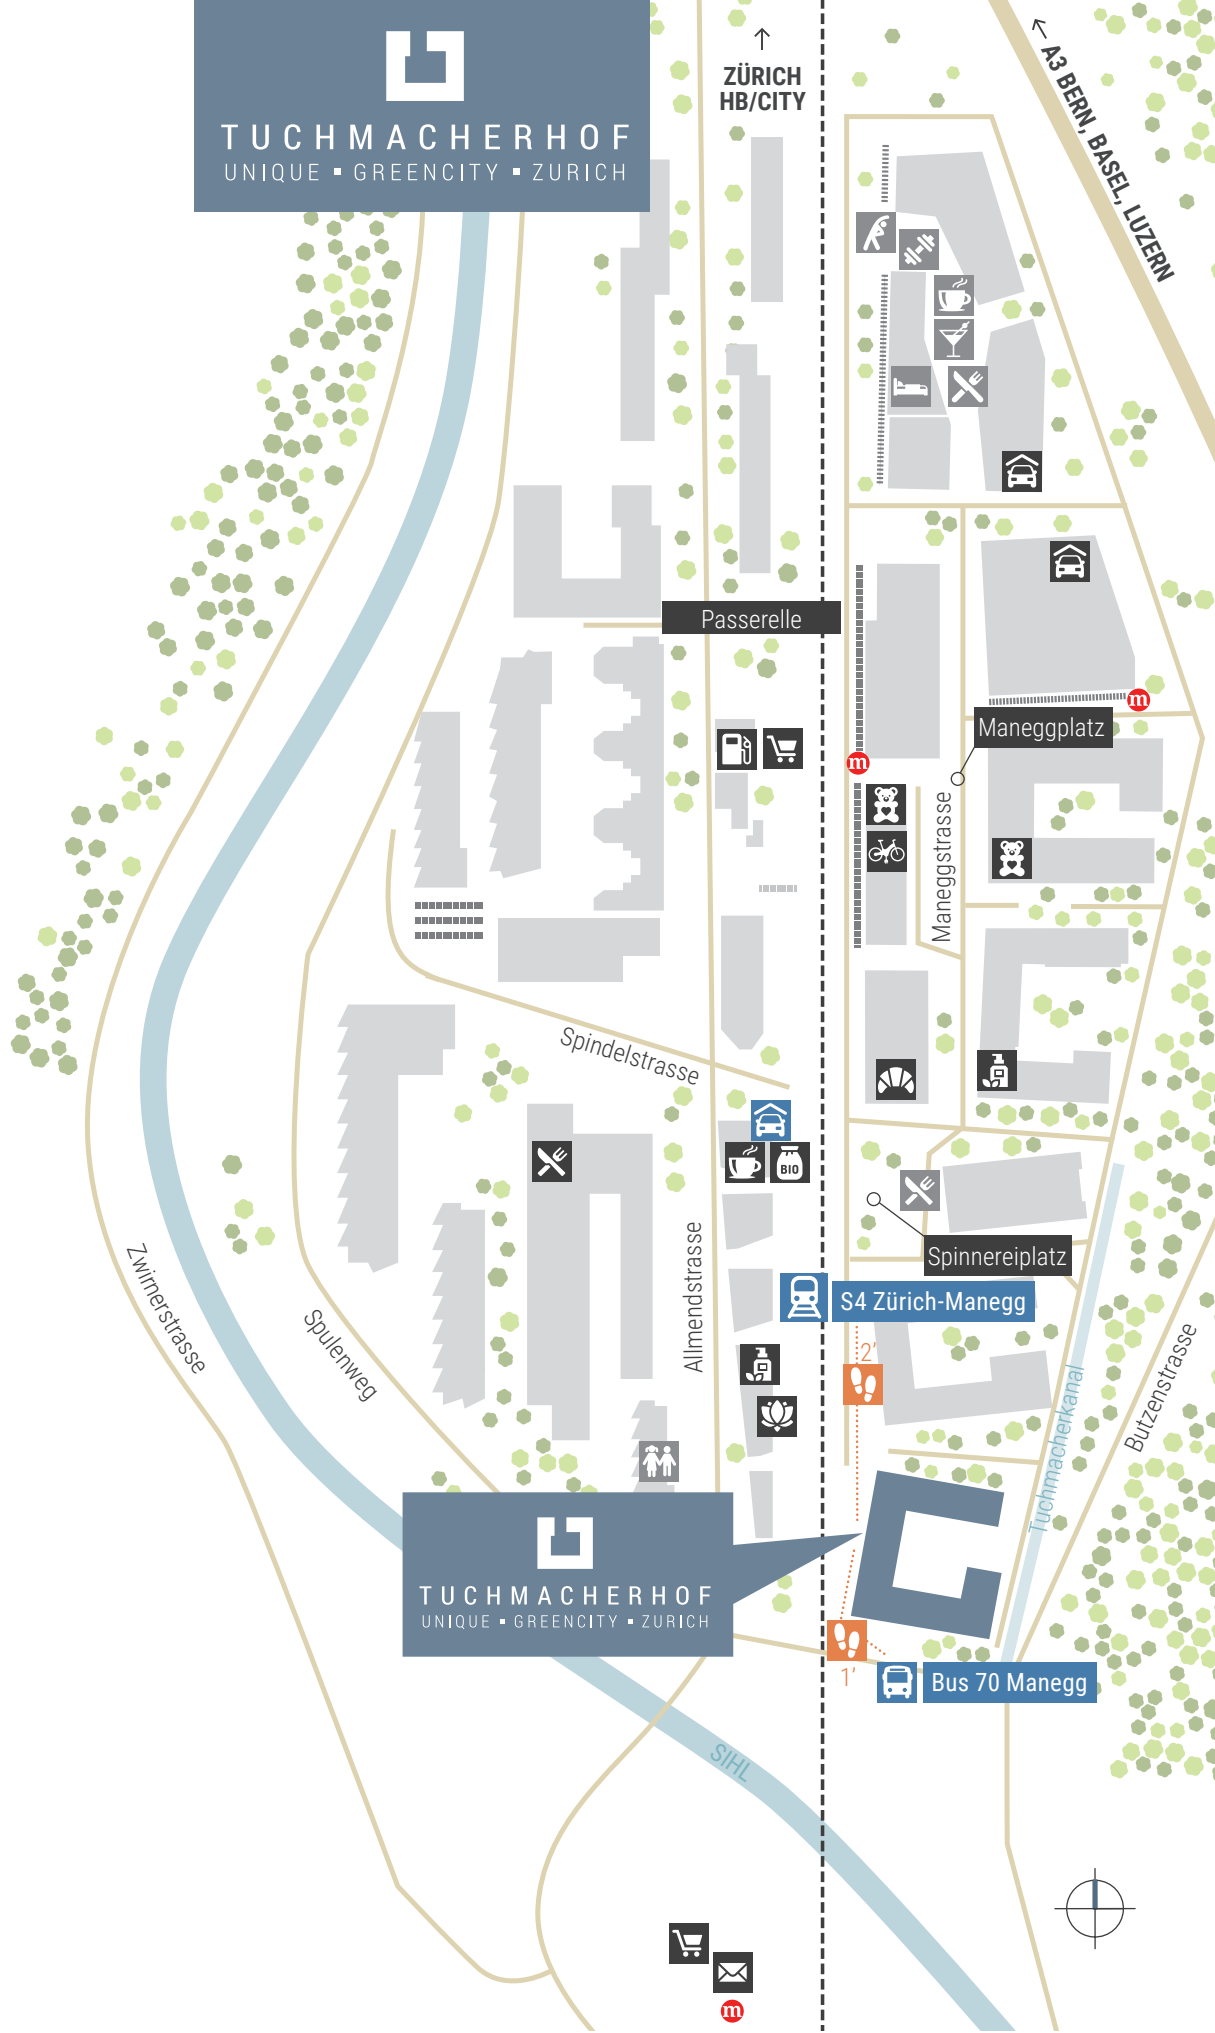 TUCHMACHERHOF
UNIQUE ▪ GREENCITY ▪ ZURICH
ZÜRICH
HB/CITY
A3 BERN, BASEL, LUZERN
Passerelle
m
Maneggplatz
m
Maneggstrasse
Spindelstrasse
BIO
Spinnereiplatz
Allmendstrasse
Zwirnerstrasse
Spulenweg
S4 Zürich-Manegg
2'
Butzenstrasse
Tuchmacherkanal
TUCHMACHERHOF
UNIQUE ▪ GREENCITY ▪ ZURICH
1'
Bus 70 Manegg
SIHL
m